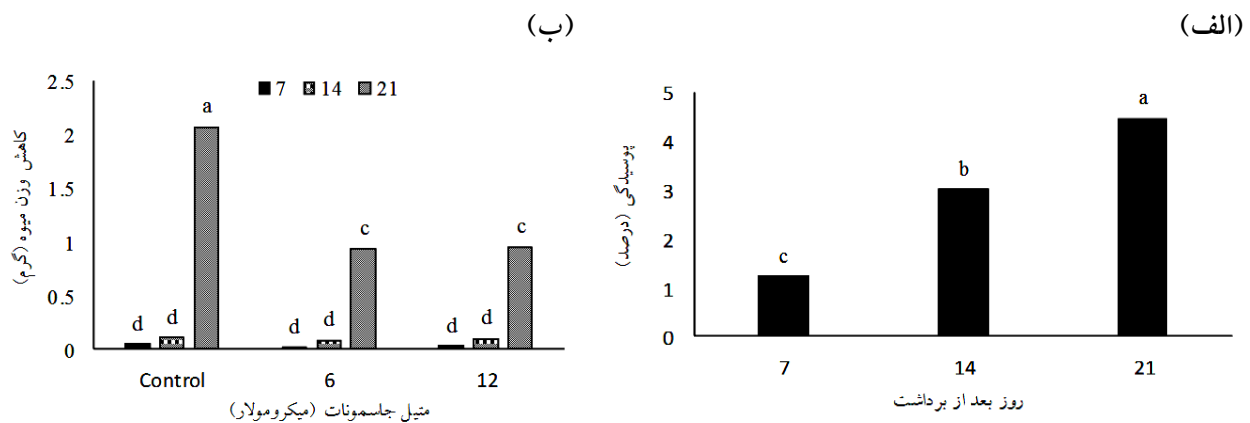 (الف)
پوسیدگی (درصد)
5
4
3
2
1
0
c
b
a
7
14
21
روز بعد از برداشت
(ب)
کاهش وزن میوه (گرم)
2.5
2
1.5
1
0.5
0
7 14 21
d d a
d d c
d d c
Control 6 12
متیل جاسمونات (میکرومولار)